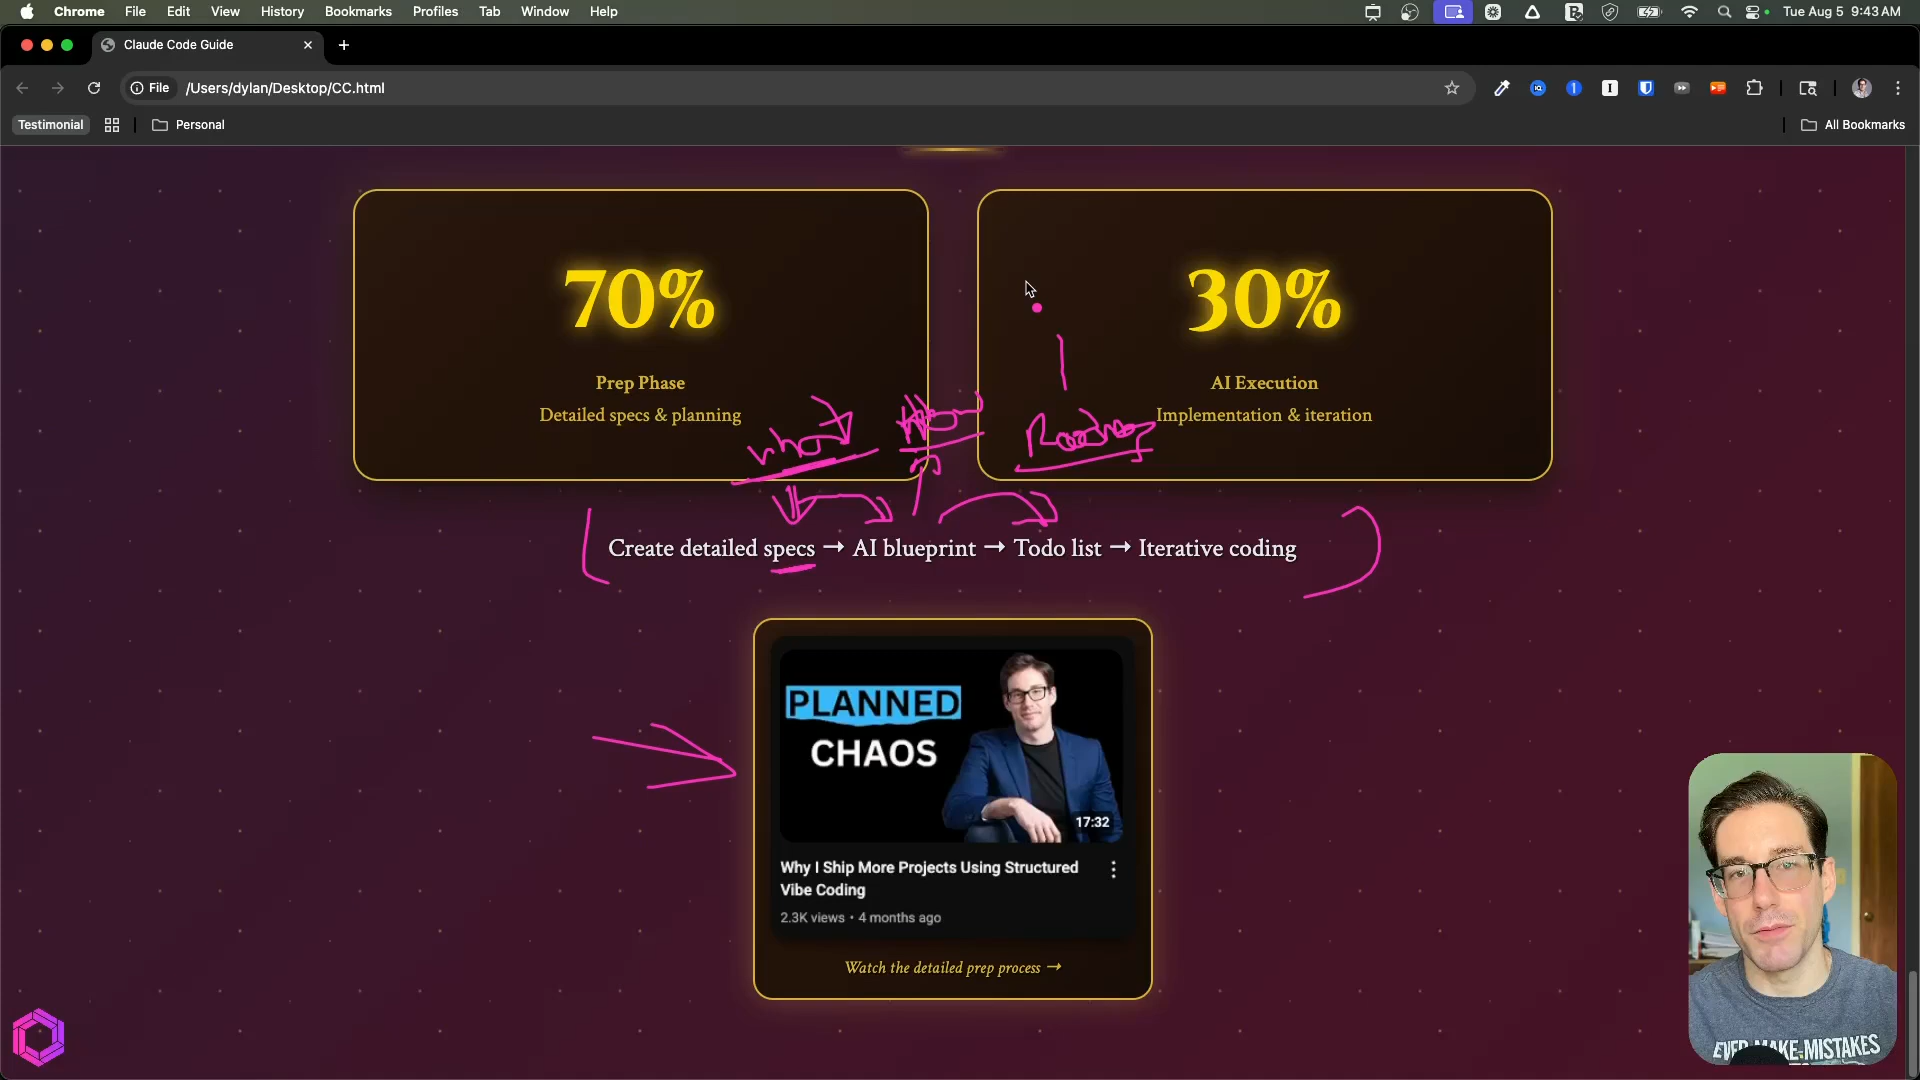 Chrome File Edit View History Bookmarks Profiles Tab Window Help
Tue Aug 5 9:43 AM
Claude Code Guide
File /Users/dylan/Desktop/CC.html
Testimonial
Personal
All Bookmarks
70%
Prep Phase
Detailed specs & planning
30%
AI Execution
Implementation & iteration
Create detailed specs → AI blueprint → Todo list → Iterative coding
PLANNED
CHAOS
17:32
Why I Ship More Projects Using Structured
Vibe Coding
2.3K views • 4 months ago
Watch the detailed prep process →
MAKE MISTAKES